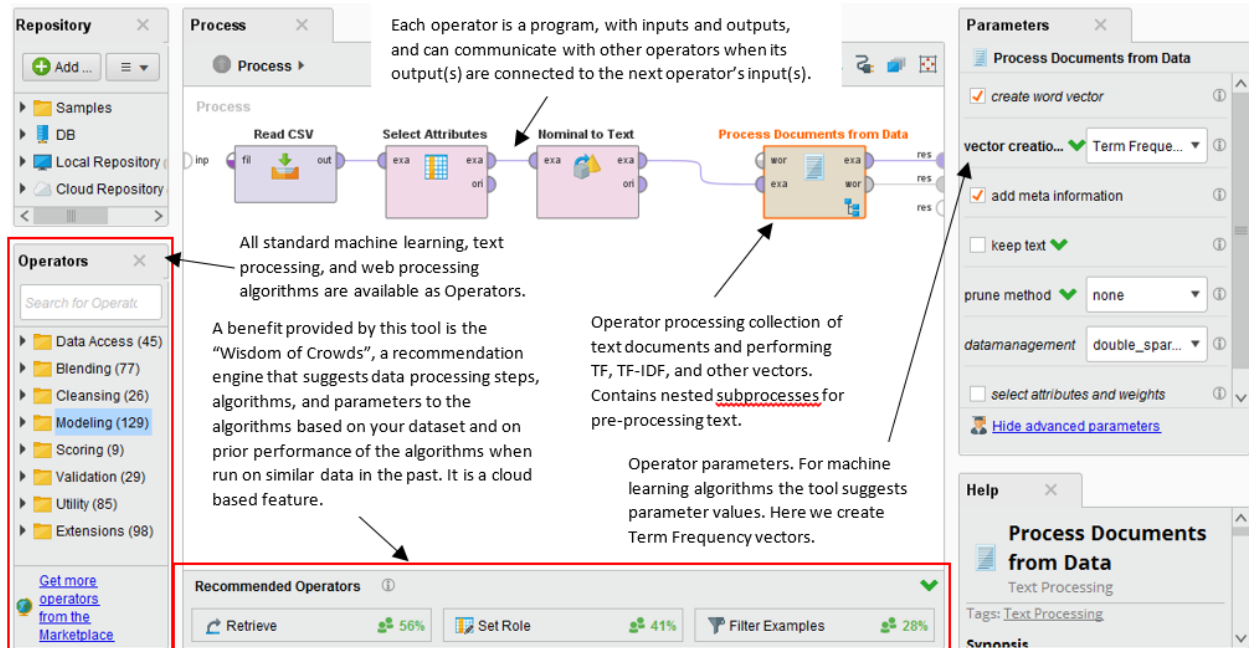 Repository
Add ...
Samples
DB
Local Repository
Cloud Repository
Operators
Search for Operatc
Data Access (45)
Blending (77)
Cleansing (26)
Modeling (129)
Scoring (9)
Validation (29)
Utility (85)
Extensions (98)
Get more
operators
from the
Marketplace
Process
Process
Process
Each operator is a program, with inputs and outputs,
and can communicate with other operators when its
output(s) are connected to the next operator's input(s).
inp
Read CSV
fil out
Select Attributes
exa exa
ori
Nominal to Text
exa exa
ori
Process Documents from Data
wor exa
exa wor
res
res
res
All standard machine learning, text
processing, and web processing
algorithms are available as Operators.
A benefit provided by this tool is the
“Wisdom of Crowds”, a recommendation
engine that suggests data processing steps,
algorithms, and parameters to the
algorithms based on your dataset and on
prior performance of the algorithms when
run on similar data in the past. It is a cloud
based feature.
Operator processing collection of
text documents and performing
TF, TF-IDF, and other vectors.
Contains nested subprocesses for
pre-processing text.
Operator parameters. For machine
learning algorithms the tool suggests
parameter values. Here we create
Term Frequency vectors.
Recommended Operators
Retrieve 56%
Set Role 41%
Filter Examples 28%
Parameters
Process Documents from Data
create word vector
vector creatio... Term Freque...
add meta information
keep text
prune method none
datamanagement double_spar...
select attributes and weights
Hide advanced parameters
Help
Process Documents
from Data
Text Processing
Tags: Text Processing
Synopsis